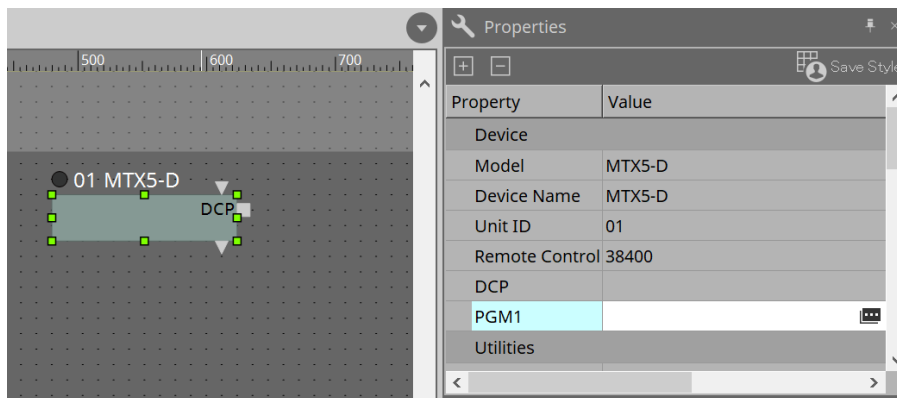 Properties
500 600 700
Save Style
Property Value
Device
01 MTX5-D
Model MTX5-D
DCP
Device Name MTX5-D
Unit ID 01
Remote Control 38400
DCP
PGM1
Utilities